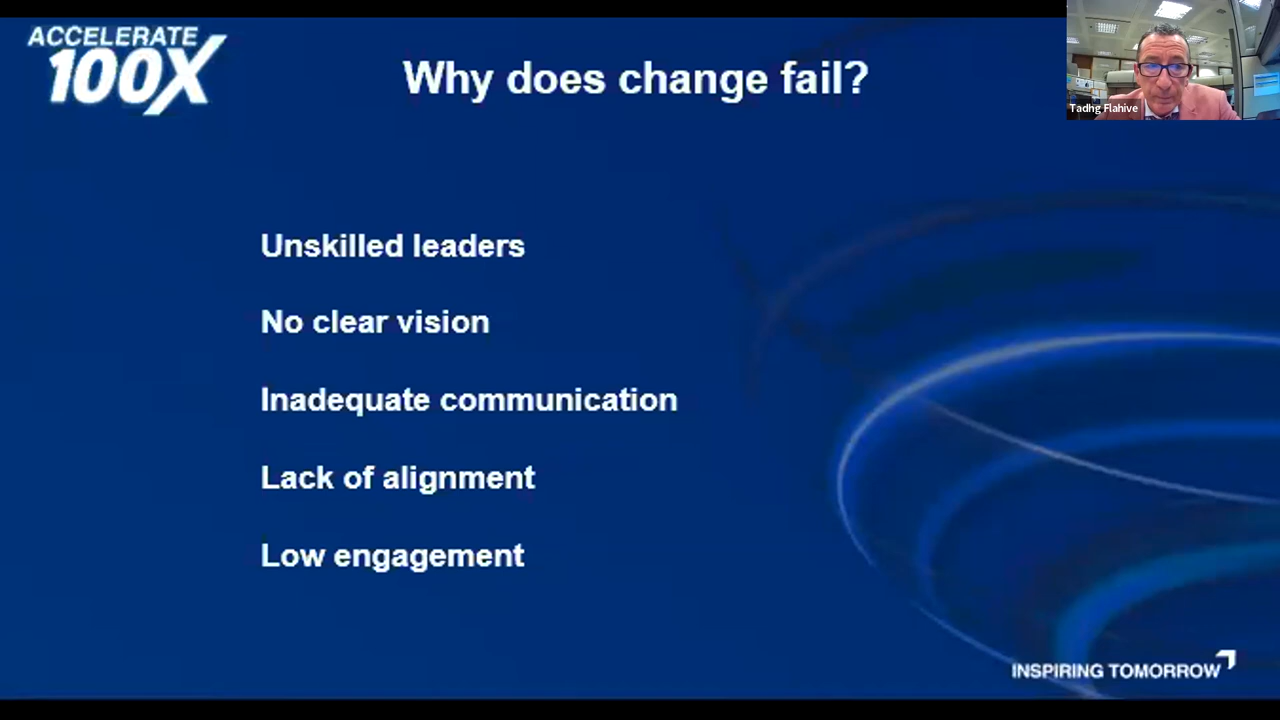 ACCELERATE
100X
Why does change fail?
Tadhg Flahive
Unskilled leaders
No clear vision
Inadequate communication
Lack of alignment
Low engagement
INSPIRING TOMORROW